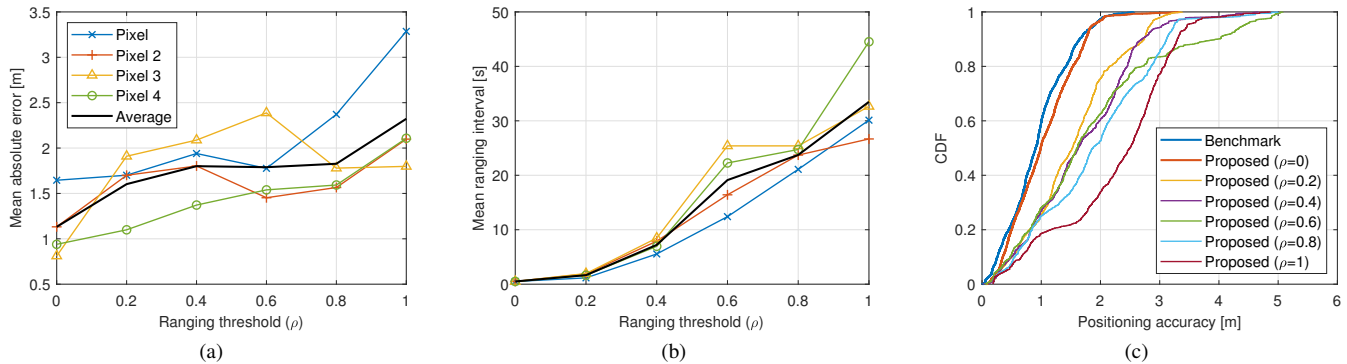 3.5
3
2.5
2
1.5
1
0.5
Mean absolute error [m]
Pixel
Pixel 2
Pixel 3
Pixel 4
Average
0 0.2 0.4 0.6 0.8 1
Ranging threshold (ρ)
(a)
50
40
30
20
10
0
Mean ranging interval [s]
0 0.2 0.4 0.6 0.8 1
Ranging threshold (ρ)
(b)
1
0.8
0.6
0.4
0.2
0
CDF
Benchmark
Proposed (ρ=0)
Proposed (ρ=0.2)
Proposed (ρ=0.4)
Proposed (ρ=0.6)
Proposed (ρ=0.8)
Proposed (ρ=1)
0 1 2 3 4 5 6
Positioning accuracy [m]
(c)